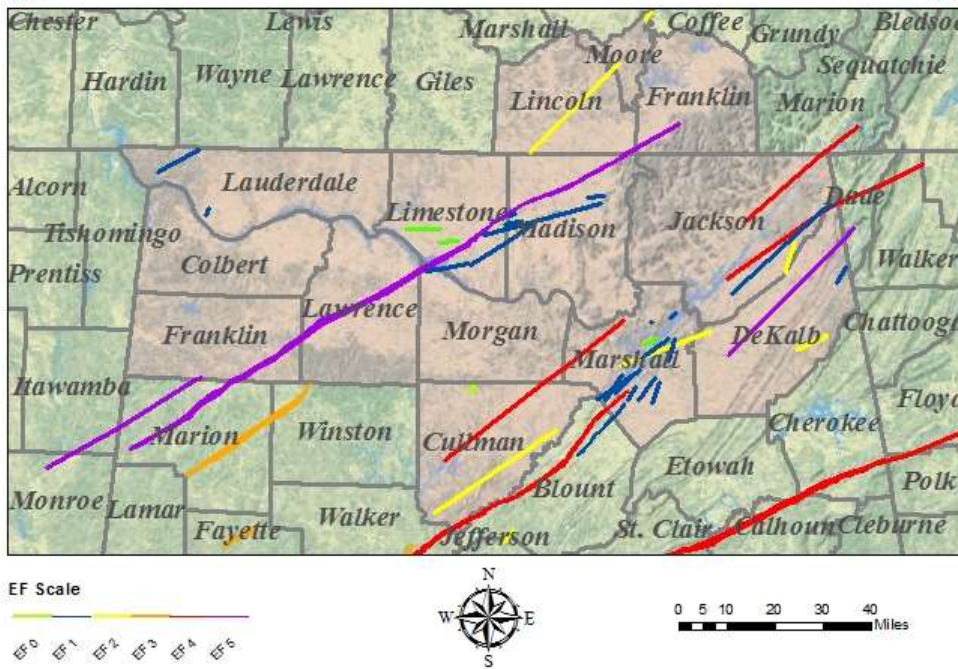 Chester
Lewis
Marshall
Coffee
Grundy
Hardin
Wayne
Lawrence
Giles
Moore
Sequatchie
Lincoln
Franklin
Marion
Alcorn
Lauderdale
Limestone
Madison
Jackson
Dade
Tishomingo
Walker
Prentiss
Colbert
Lawrence
Franklin
Morgan
Marshall
DeKalb
Itawamba
Marion
Winston
Cullman
Cherokee
Monroe
Lamar
Blount
Etowah
Polk
Fayette
Walker
Jefferson
St. Clair
Calhoun
Cleburne
EF Scale
EF0 EF1 EF2 EF3 EF4 EF5
N
W E
S
0 5 10 20 30 40
Miles